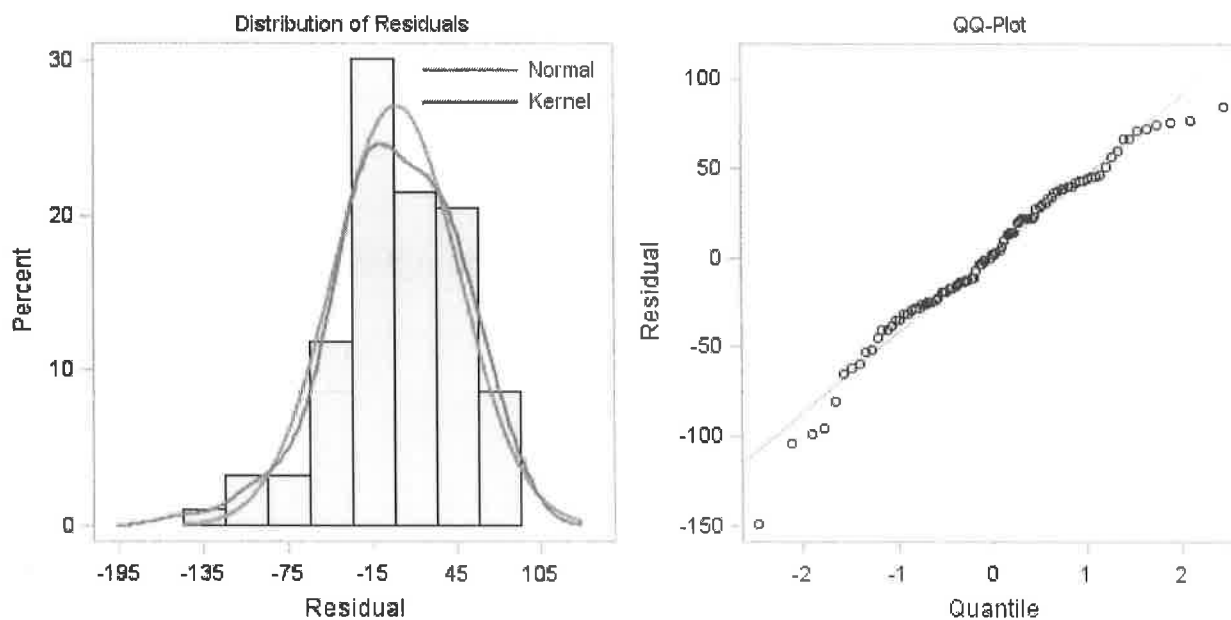 Distribution of Residuals
30
20
10
0
Percent
Normal
Kernel
-195 -135 -75 -15 45 105
Residual
QQ-Plot
100
50
0
-50
-100
-150
Residual
-2 -1 0 1 2
Quantile